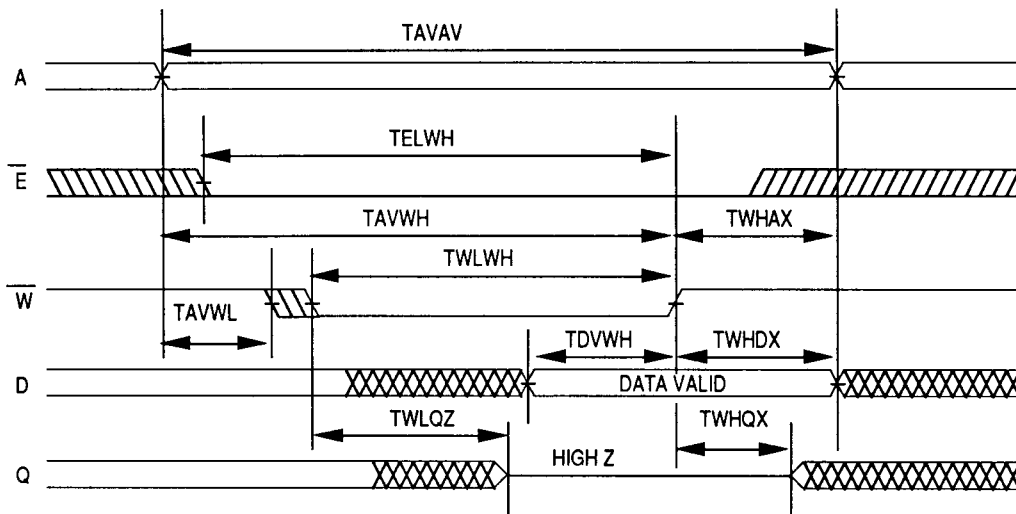 TAVAV
A
TELWH
E̅
TAVWH
TWHAX
TWLWH
W̅
TAVWL
TDVWH
TWHDX
D
DATA VALID
TWLQZ
TWHQX
Q
HIGH Z